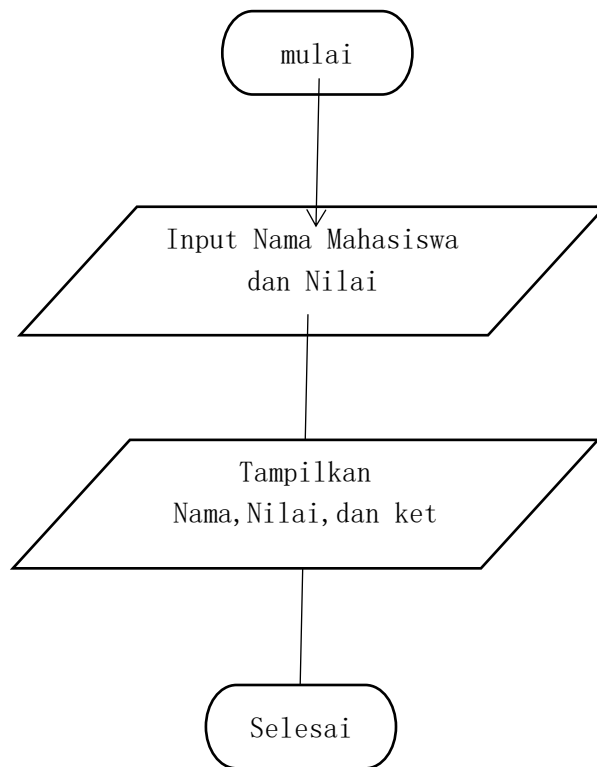 mulai
Input Nama Mahasiswa
dan Nilai
Tampilkan
Nama,Nilai,dan ket
Selesai